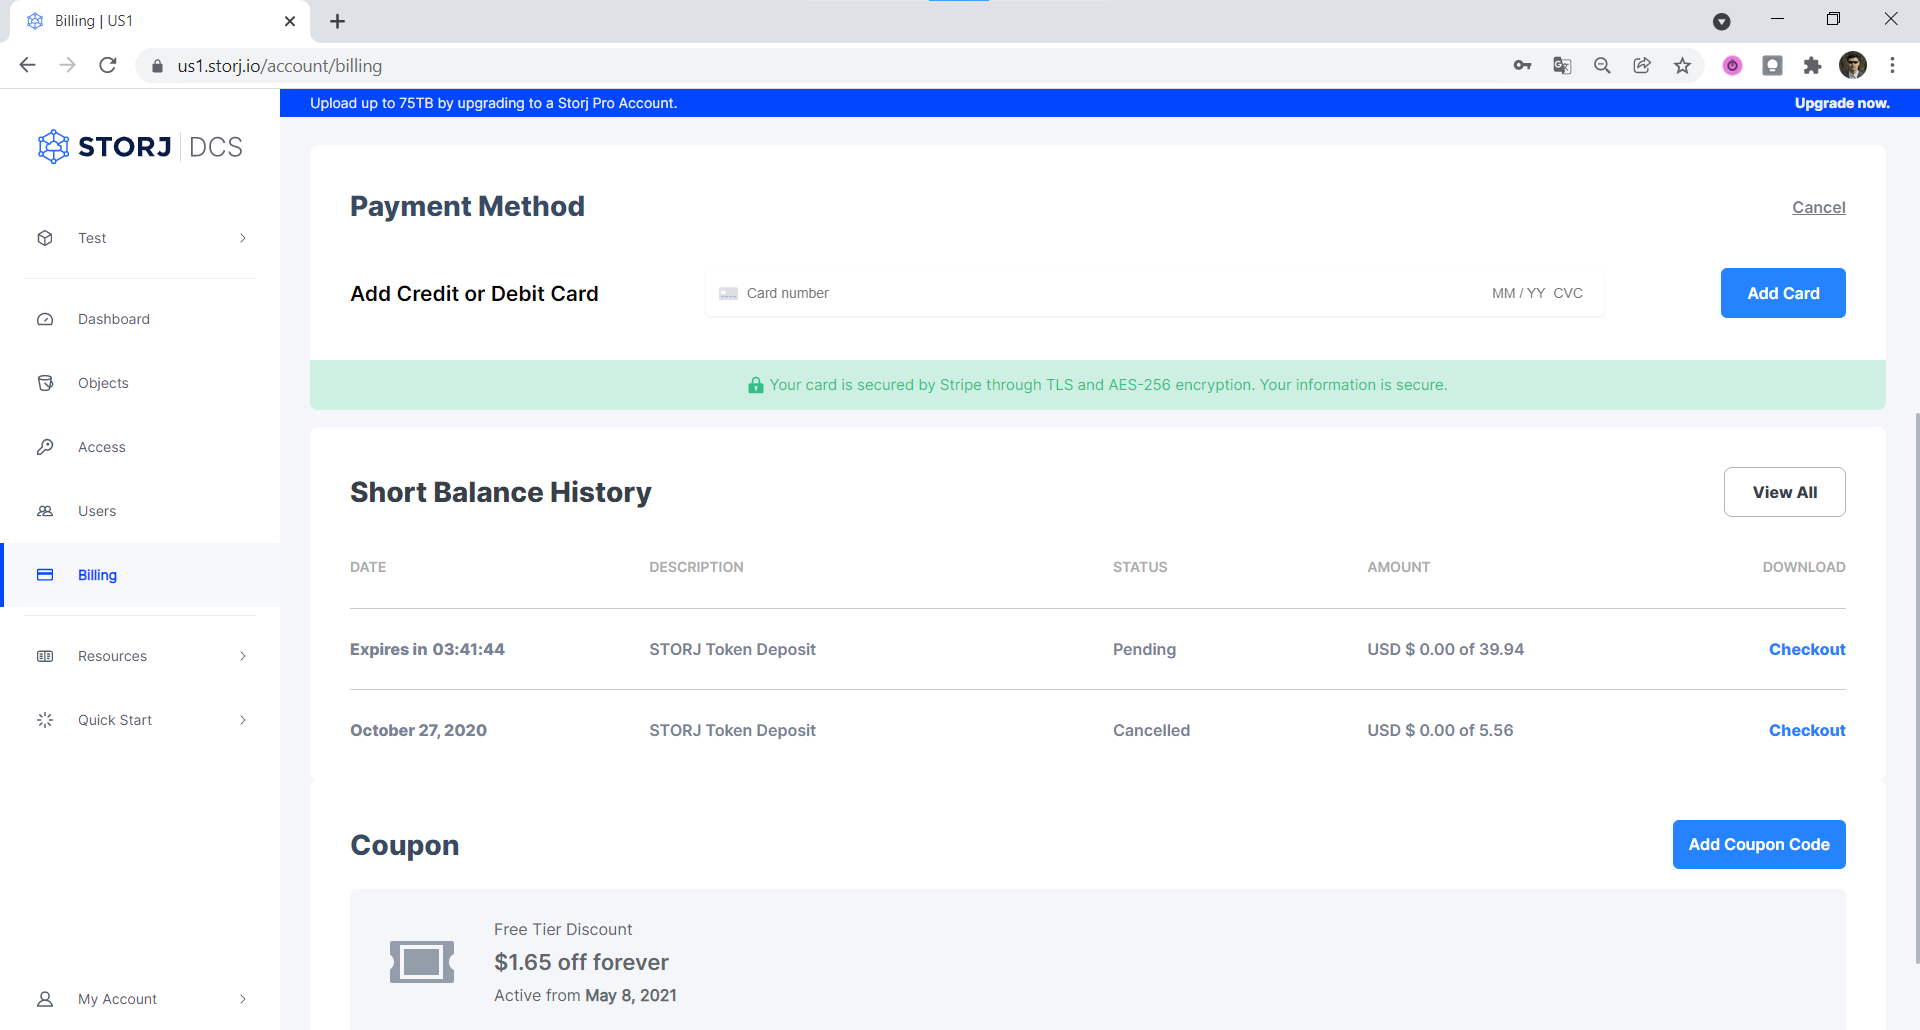 Billing | US1
us1.storj.io/account/billing
Upload up to 75TB by upgrading to a Storj Pro Account.
Upgrade now.
STORJ DCS
Test
Dashboard
Objects
Access
Users
Billing
Resources
Quick Start
My Account
Payment Method
Cancel
Add Credit or Debit Card
Card number
MM / YY CVC
Add Card
Your card is secured by Stripe through TLS and AES-256 encryption. Your information is secure.
Short Balance History
View All
DATE DESCRIPTION STATUS AMOUNT DOWNLOAD
Expires in 03:41:44 STORJ Token Deposit Pending USD $ 0.00 of 39.94 Checkout
October 27, 2020 STORJ Token Deposit Cancelled USD $ 0.00 of 5.56 Checkout
Coupon
Add Coupon Code
Free Tier Discount
$1.65 off forever
Active from May 8, 2021